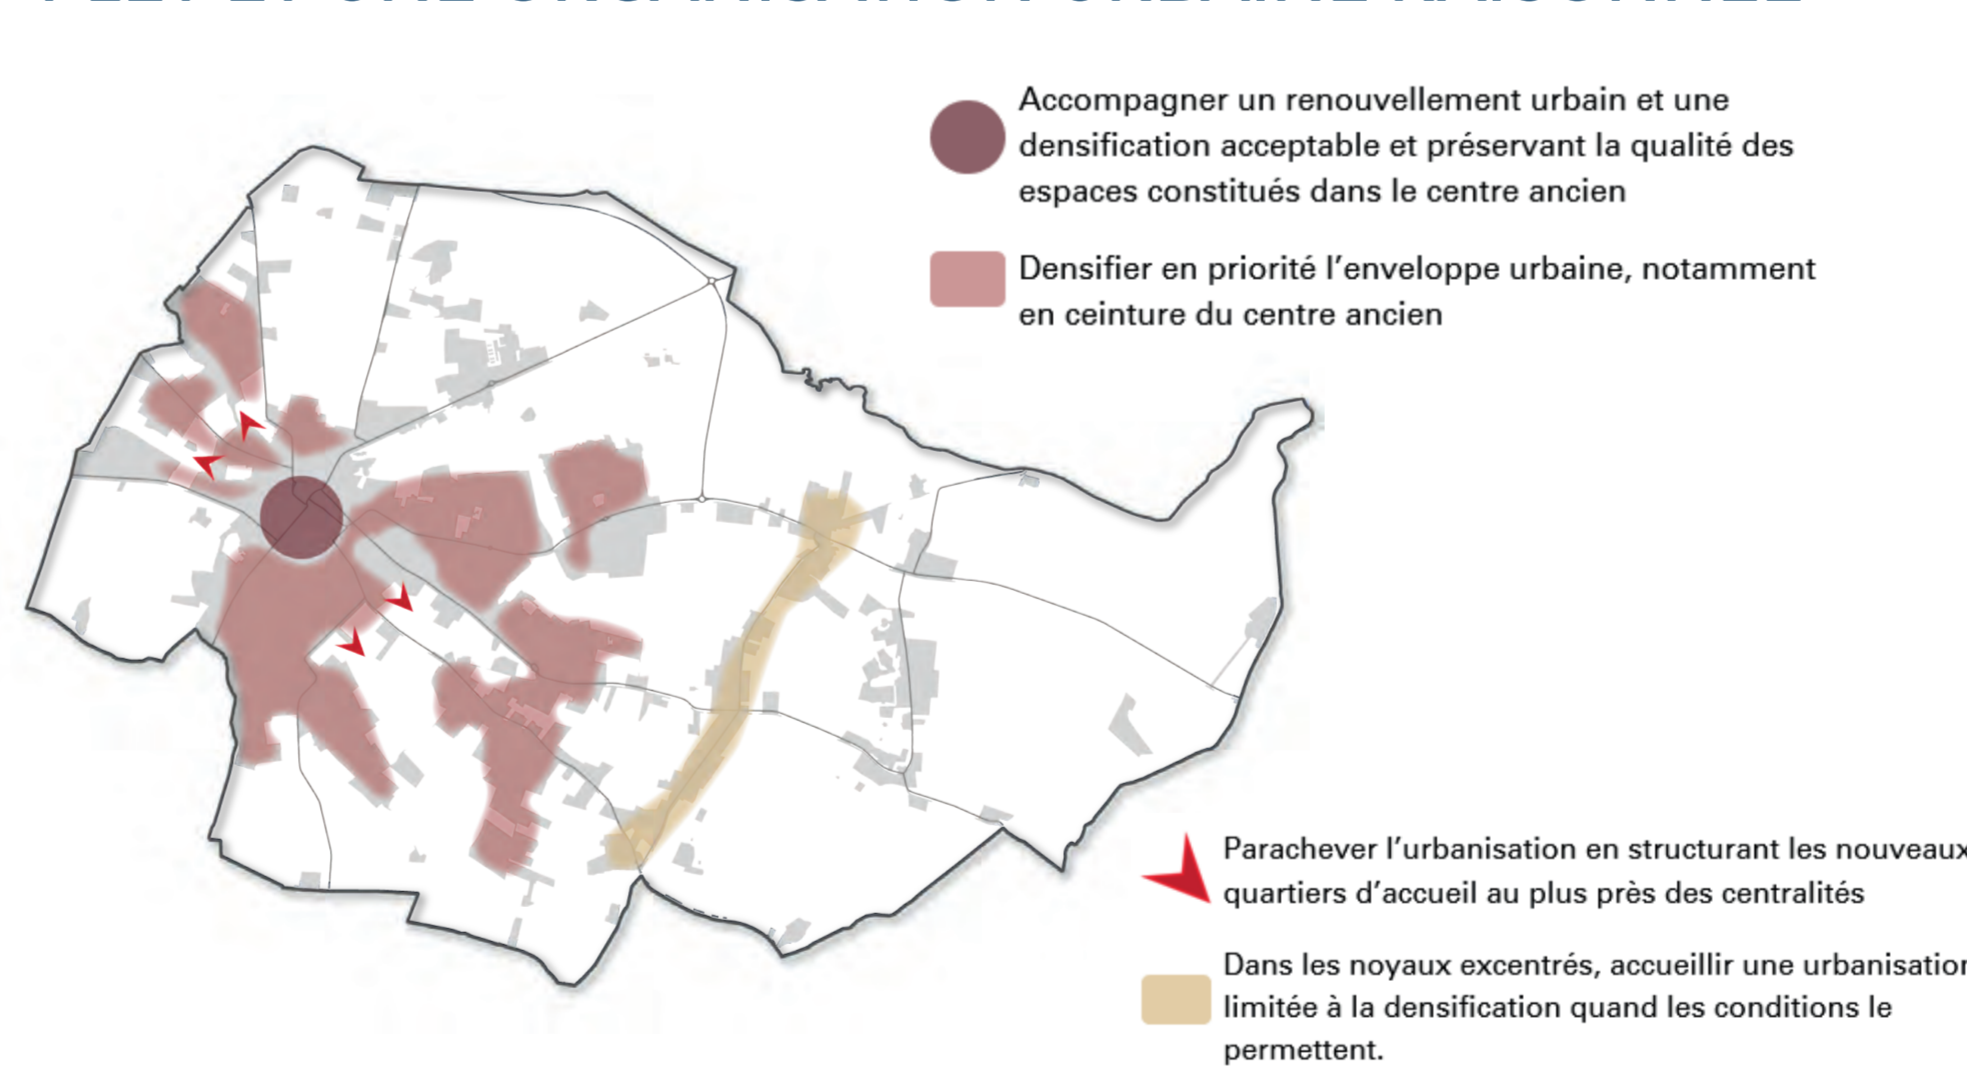 Accompagner un renouvellement urbain et une
densification acceptable et préservant la qualité des
espaces constitués dans le centre ancien
Densifier en priorité l'enveloppe urbaine, notamment
en ceinture du centre ancien
Parachever l'urbanisation en structurant les nouveaux
quartiers d'accueil au plus près des centralités
Dans les noyaux excentrés, accueillir une urbanisation
limitée à la densification quand les conditions le
permettent.